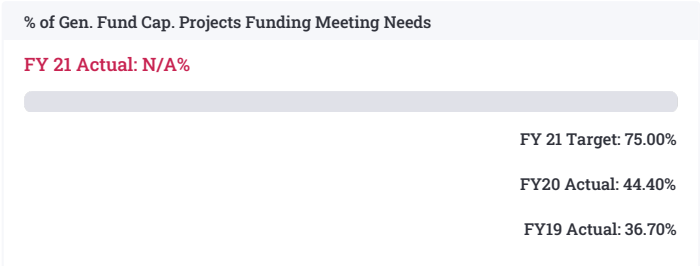 % of Gen. Fund Cap. Projects Funding Meeting Needs
FY 21 Actual: N/A%
FY 21 Target: 75.00%
FY20 Actual: 44.40%
FY19 Actual: 36.70%